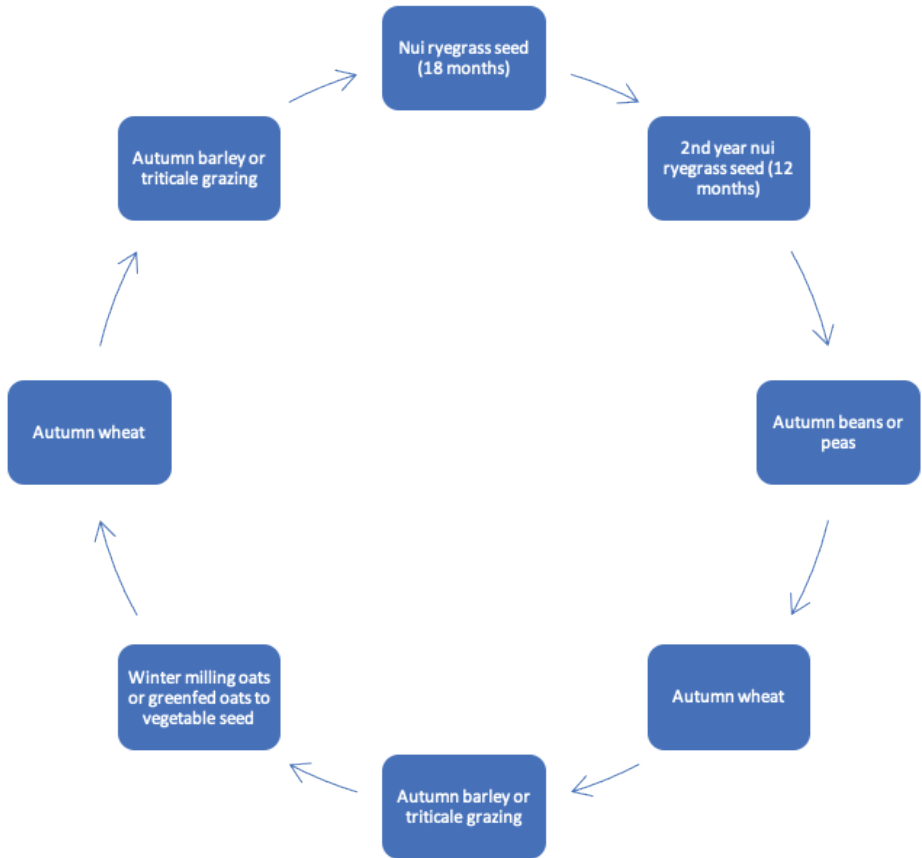 Nui ryegrass seed
(18 months)
2nd year nui
ryegrass seed (12
months)
Autumn beans or
peas
Autumn wheat
Autumn barley or
triticale grazing
Winter milling oats
or greenfed oats to
vegetable seed
Autumn wheat
Autumn barley or
triticale grazing